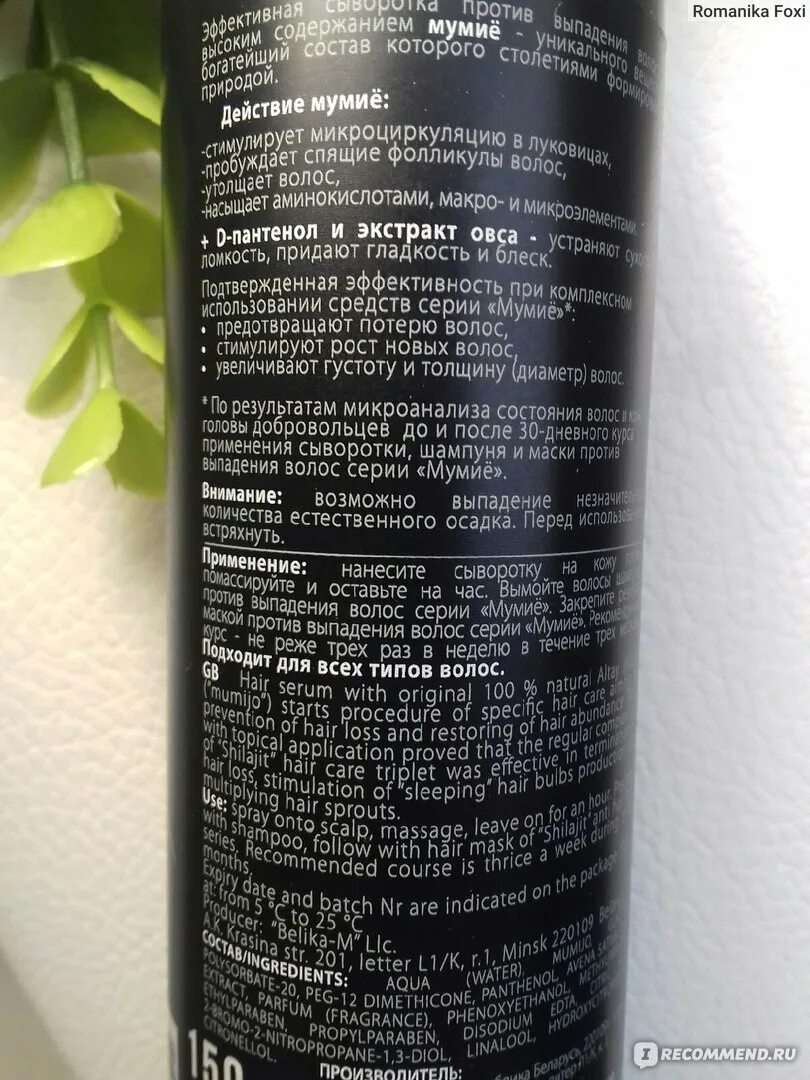 Romanika Foxi
Эффективная сыворотка против выпадения
высоким содержанием мумиё - уникального
богатейший состав которого столетиями
природой.
Действие мумиё:
-стимулирует микроциркуляцию в луковицах,
-пробуждает спящие фолликулы волос,
-утолщает волос,
-насыщает аминокислотами, макро- и микроэлементами.
+ D-пантенол и экстракт овса - устраняют
ломкость, придают гладкость и блеск.
Подтвержденная эффективность при комплексном
использовании средств серии «Мумиё»*:
• предотвращают потерю волос,
• стимулируют рост новых волос,
• увеличивают густоту и толщину (диаметр) волос.
* По результатам микроанализа состояния волос и
головы добровольцев до и после 30-дневного курса
применения сыворотки, шампуня и маски против
выпадения волос серии «Мумиё».
Внимание: возможно выпадение
количества естественного осадка. Перед
встряхнуть.
Применение: нанесите сыворотку на кожу
помассируйте и оставьте на час. Вымойте волосы
против выпадения волос серии «Мумиё». Закрепите
маской против выпадения волос серии «Мумиё».
курс - не реже трех раз в неделю в течение трех
Подходит для всех типов волос.
GB Hair serum with original 100 % natural Altay
("mumijo") starts procedure of specific hair care
prevention of hair loss and restoring of hair abundance
with topical application proved that the regular
of "Shilajit" hair care triplet was effective in
hair loss, stimulation of "sleeping" hair bulbs
multiplying hair sprouts.
Use: spray onto scalp, massage, leave on for an hour.
with shampoo, follow with hair mask of "Shilajit" anti
series. Recommended course is thrice a week during
months.
Expiry date and batch Nr are indicated on the package
at: from 5 °C to 25 °C
Producer: "Belika-M" Llc.
A.K. Krasina str. 201, letter L1/K, r.1, Minsk 220109
СОСТАВ/INGREDIENTS: AQUA (WATER), MUMIJO,
POLYSORBATE-20, PEG-12 DIMETHICONE, PANTHENOL, AVENA
EXTRACT, PARFUM (FRAGRANCE), PHENOXYETHANOL,
ETHYLPARABEN, PROPYLPARABEN, DISODIUM EDTA,
2-BROMO-2-NITROPROPANE-1,3-DIOL, LINALOOL,
CITRONELLOL.
150
ПРОИЗВОДИТЕЛЬ:
Беларусь, 220109
IRECOMMEND.RU